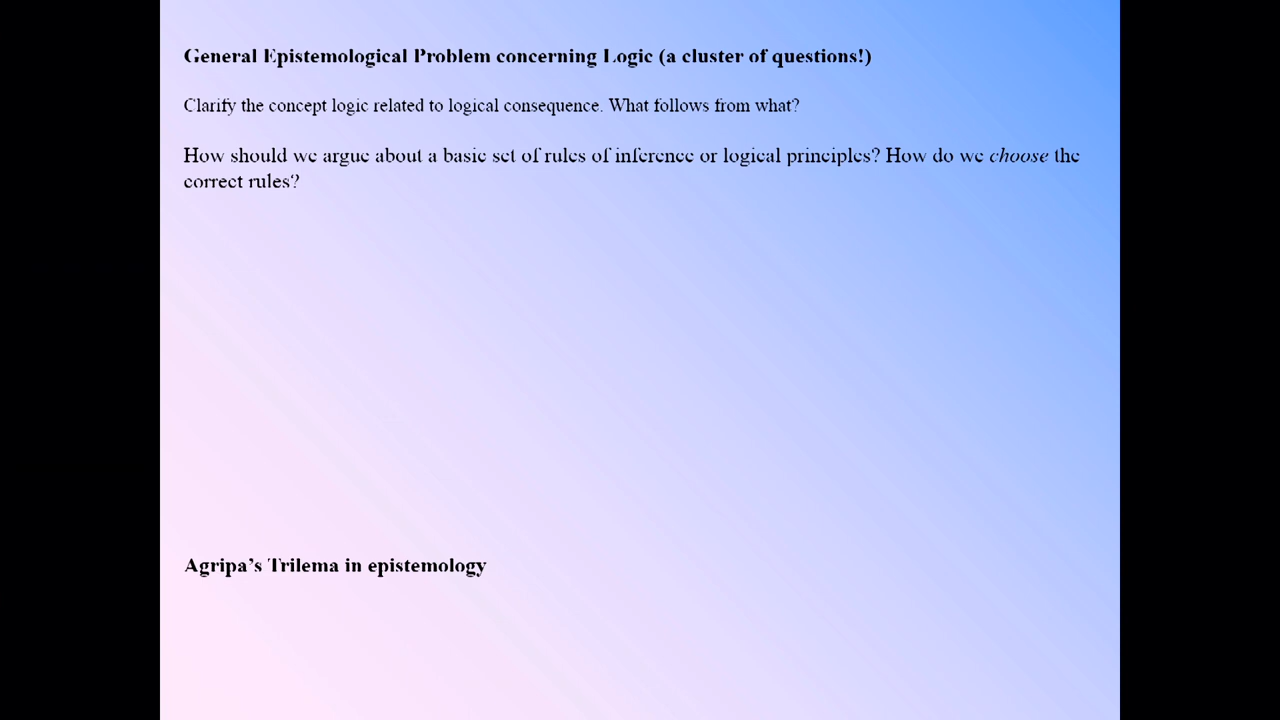 General Epistemological Problem concerning Logic (a cluster of questions!)
Clarify the concept logic related to logical consequence. What follows from what?
How should we argue about a basic set of rules of inference or logical principles? How do we choose the
correct rules?
Agripa’s Trilema in epistemology